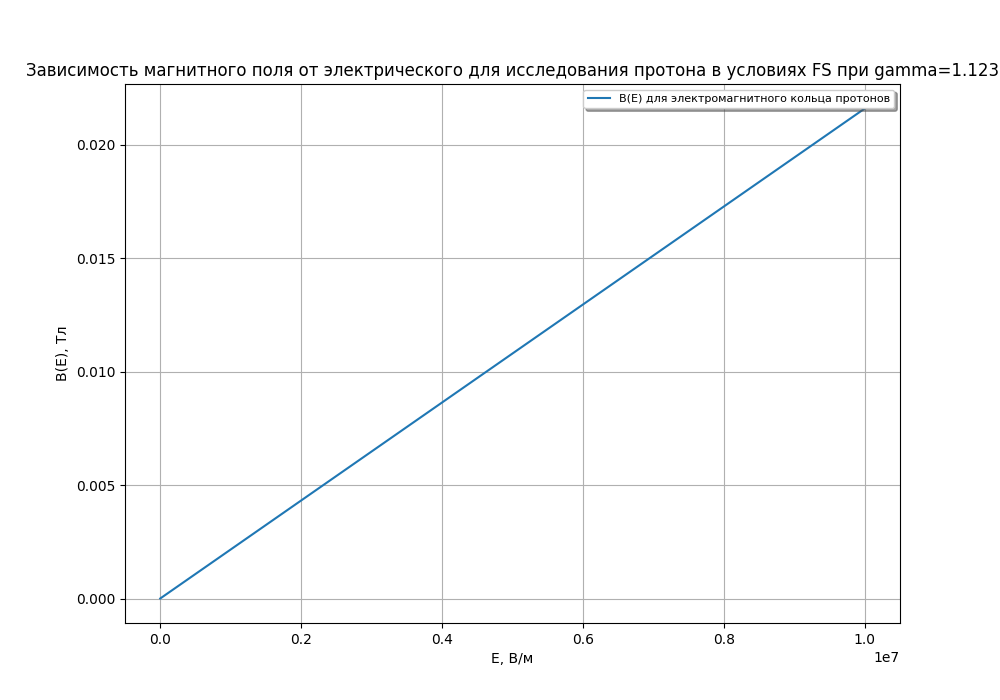 Зависимость магнитного поля от электрического для исследования протона в условиях FS при gamma=1.123
B(E) для электромагнитного кольца протонов
B(E), Тл
0.020
0.015
0.010
0.005
0.000
0.0 0.2 0.4 0.6 0.8 1.0
1e7
E, В/м